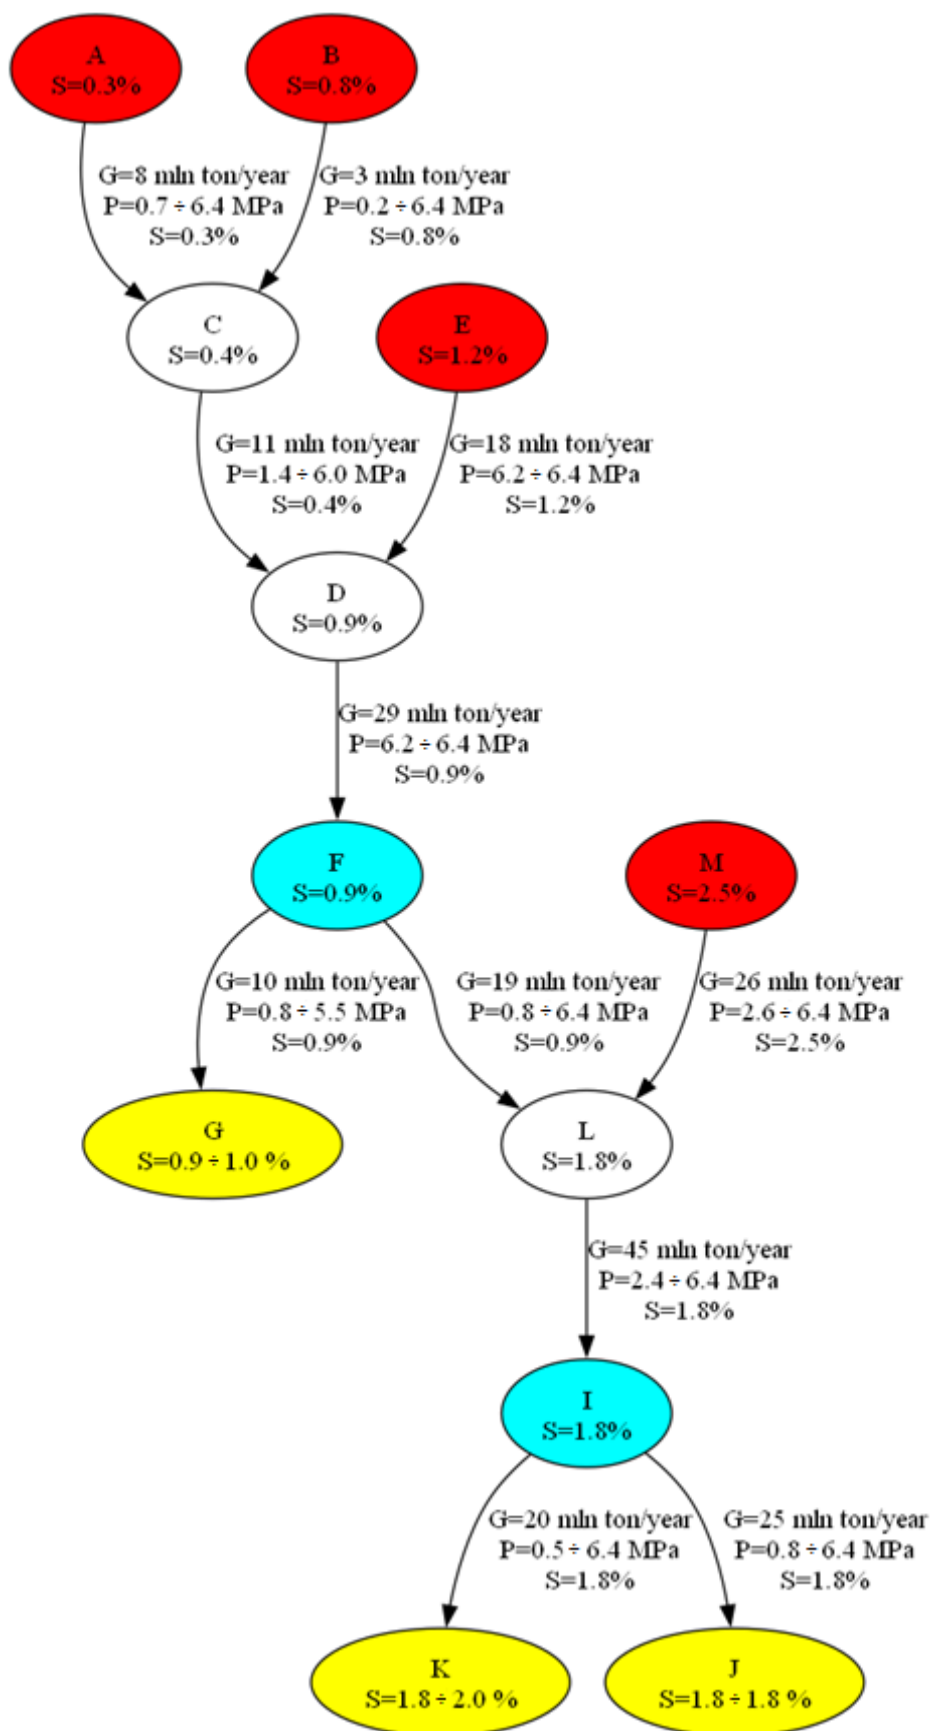 A
S=0.3%
B
S=0.8%
G=8 mln ton/year
P=0.7÷6.4 MPa
S=0.3%
G=3 mln ton/year
P=0.2÷6.4 MPa
S=0.8%
C
S=0.4%
E
S=1.2%
G=11 mln ton/year
P=1.4÷6.0 MPa
S=0.4%
G=18 mln ton/year
P=6.2÷6.4 MPa
S=1.2%
D
S=0.9%
G=29 mln ton/year
P=6.2÷6.4 MPa
S=0.9%
F
S=0.9%
M
S=2.5%
G=10 mln ton/year
P=0.8÷5.5 MPa
S=0.9%
G=19 mln ton/year
P=0.8÷6.4 MPa
S=0.9%
G=26 mln ton/year
P=2.6÷6.4 MPa
S=2.5%
G
S=0.9÷1.0 %
L
S=1.8%
G=45 mln ton/year
P=2.4÷6.4 MPa
S=1.8%
I
S=1.8%
G=20 mln ton/year
P=0.5÷6.4 MPa
S=1.8%
G=25 mln ton/year
P=0.8÷6.4 MPa
S=1.8%
K
S=1.8÷2.0 %
J
S=1.8÷1.8 %